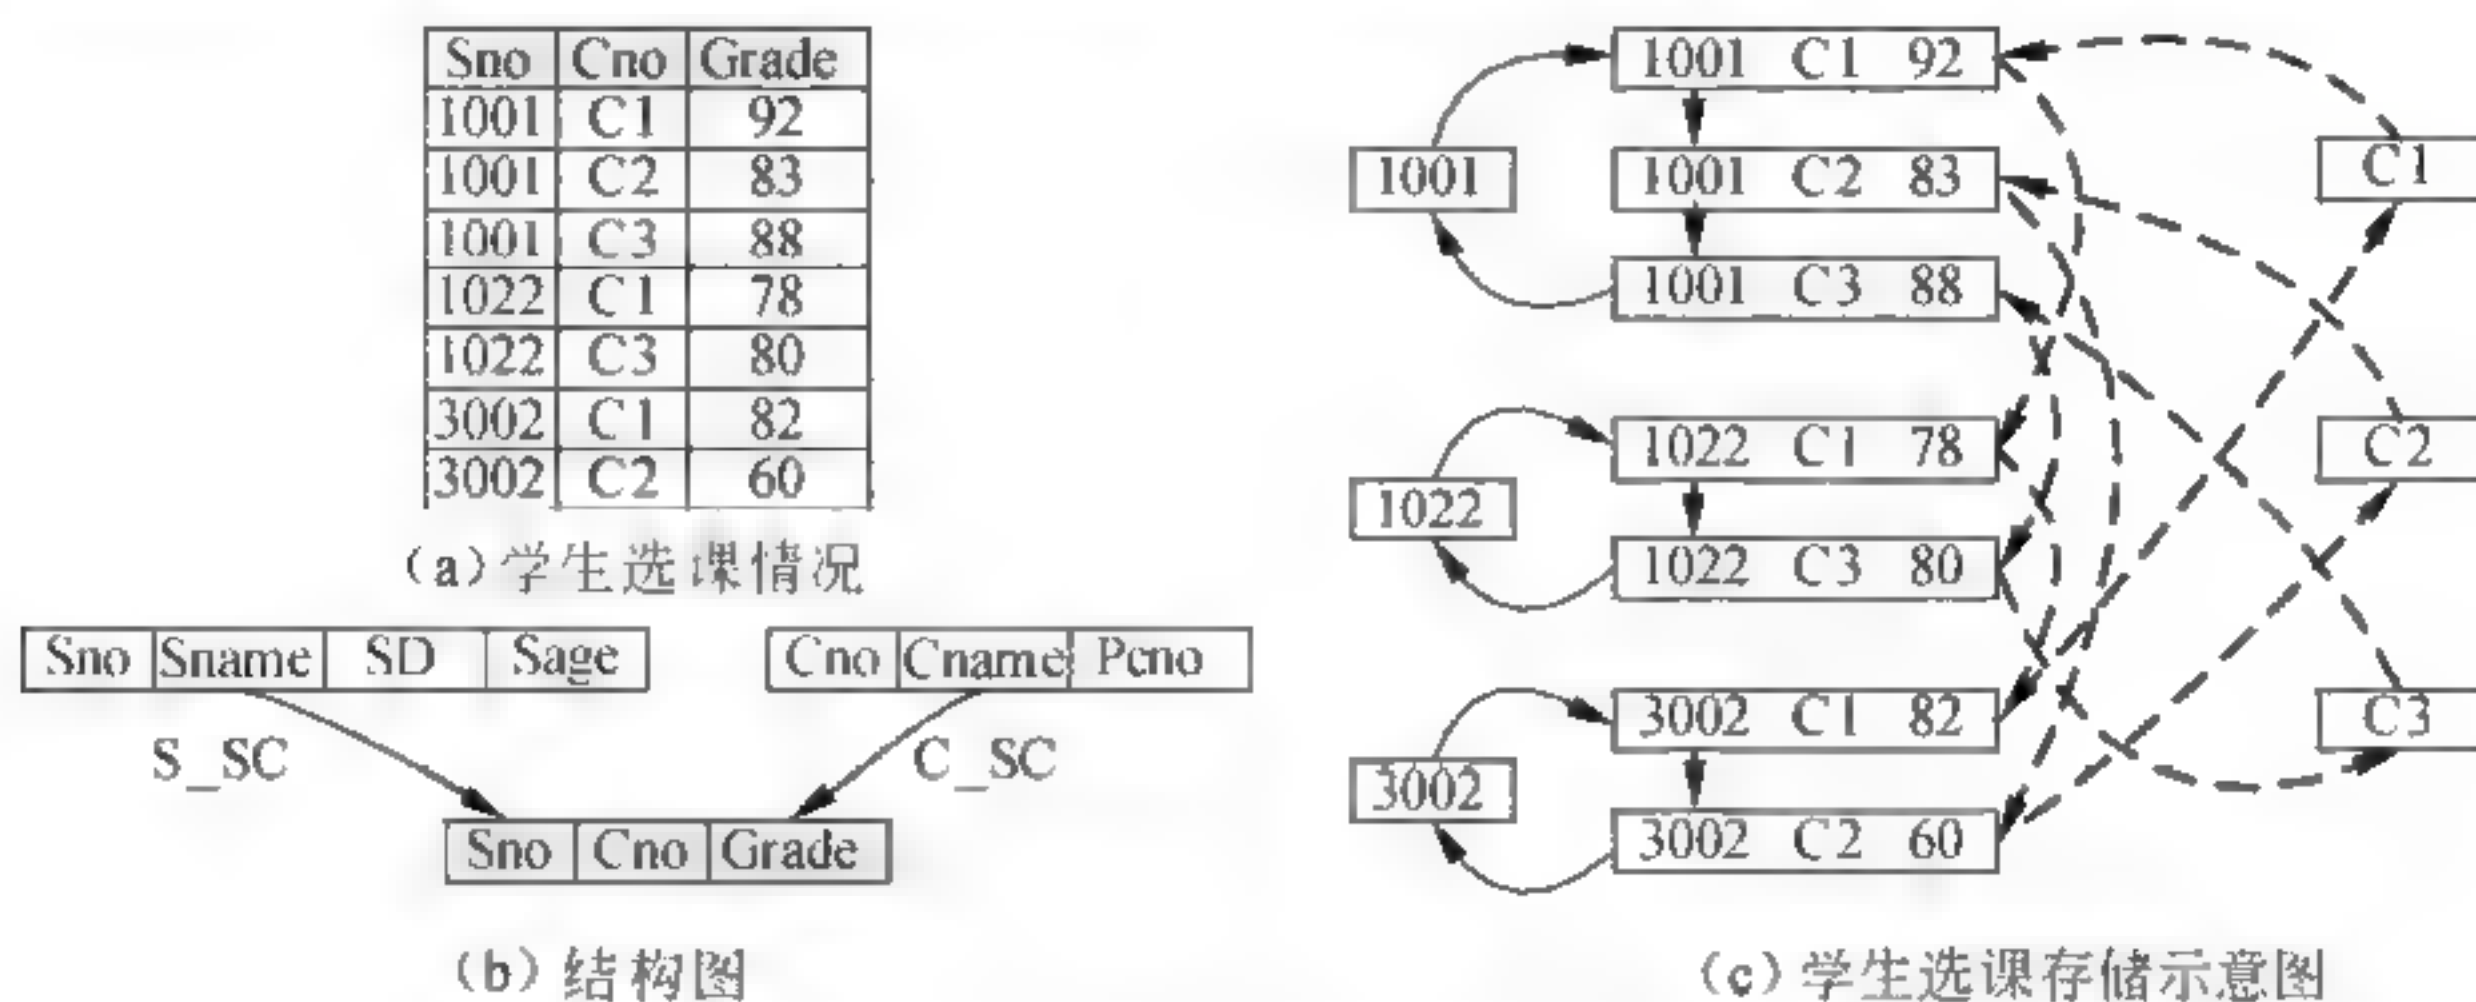 Sno Cno Grade
1001 C1 92
1001 C2 83
1001 C3 88
1022 C1 78
1022 C3 80
3002 C1 82
3002 C2 60
(a)学生选课情况
Sno Sname SD Sage
Cno Cname Pcno
S_SC
C_SC
Sno Cno Grade
(b)结构图
1001 C1 92
1001 C2 83
1001 C3 88
1022 C1 78
1022 C3 80
3002 C1 82
3002 C2 60
1001
1022
3002
C1
C2
C3
(c)学生选课存储示意图